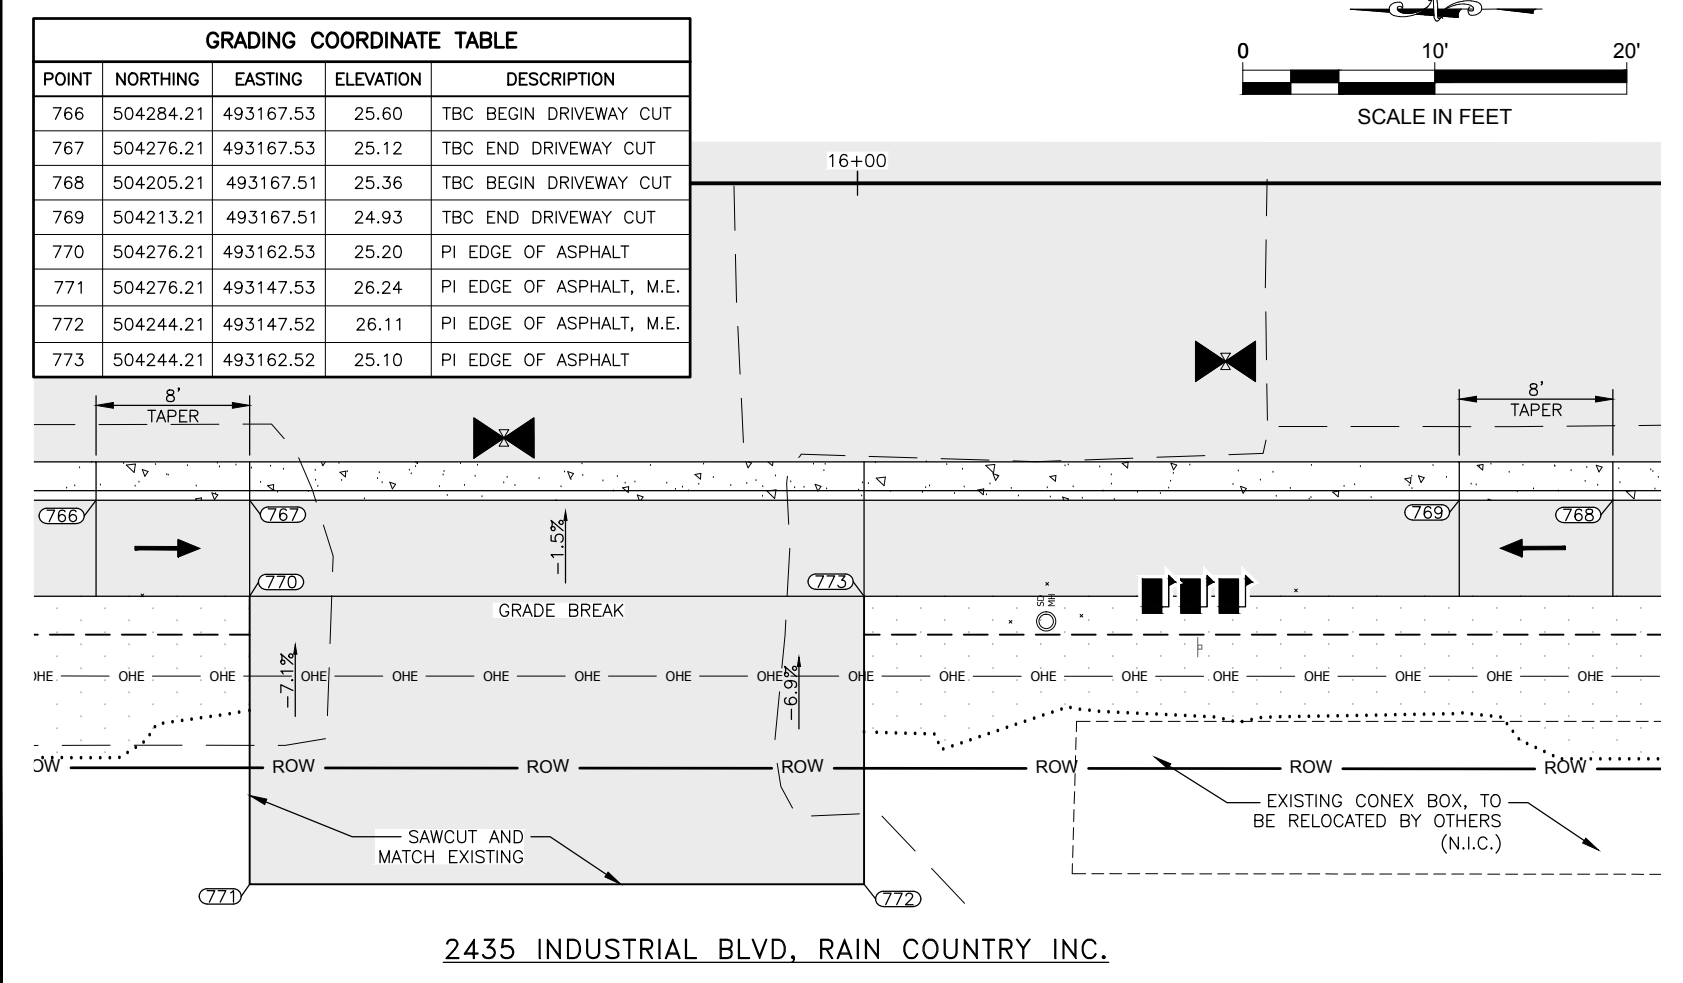 GRADING COORDINATE TABLE
POINT NORTHING EASTING ELEVATION DESCRIPTION
766 504284.21 493167.53 25.60 TBC BEGIN DRIVEWAY CUT
767 504276.21 493167.53 25.12 TBC END DRIVEWAY CUT
768 504205.21 493167.51 25.36 TBC BEGIN DRIVEWAY CUT
769 504213.21 493167.51 24.93 TBC END DRIVEWAY CUT
770 504276.21 493162.53 25.20 PI EDGE OF ASPHALT
771 504276.21 493147.53 26.24 PI EDGE OF ASPHALT, M.E.
772 504244.21 493147.52 26.11 PI EDGE OF ASPHALT, M.E.
773 504244.21 493162.52 25.10 PI EDGE OF ASPHALT
0 10' 20'
SCALE IN FEET
16+00
8'
TAPER
8'
TAPER
766
767
769
768
-1.5%
770
773
GRADE BREAK
SD
MH
-7.1%
-6.9%
OHE OHE OHE OHE OHE OHE OHE OHE OHE OHE OHE OHE OHE OHE OHE OHE OHE OHE
OW ROW ROW ROW ROW ROW ROW
SAWCUT AND
MATCH EXISTING
EXISTING CONEX BOX, TO
BE RELOCATED BY OTHERS
(N.I.C.)
771
772
2435 INDUSTRIAL BLVD, RAIN COUNTRY INC.